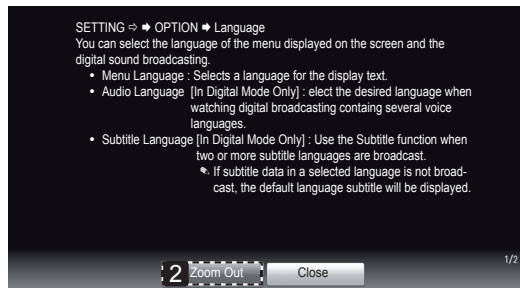 SETTING ⇨ ➡ OPTION ➡ Language
You can select the language of the menu displayed on the screen and the
digital sound broadcasting.
• Menu Language : Selects a language for the display text.
• Audio Language [In Digital Mode Only] : elect the desired language when
watching digital broadcasting containg several voice
languages.
• Subtitle Language [In Digital Mode Only] : Use the Subtitle function when
two or more subtitle languages are broadcast.
✎ If subtitle data in a selected language is not broad-
cast, the default language subtitle will be displayed.
1/2
2 Zoom Out Close